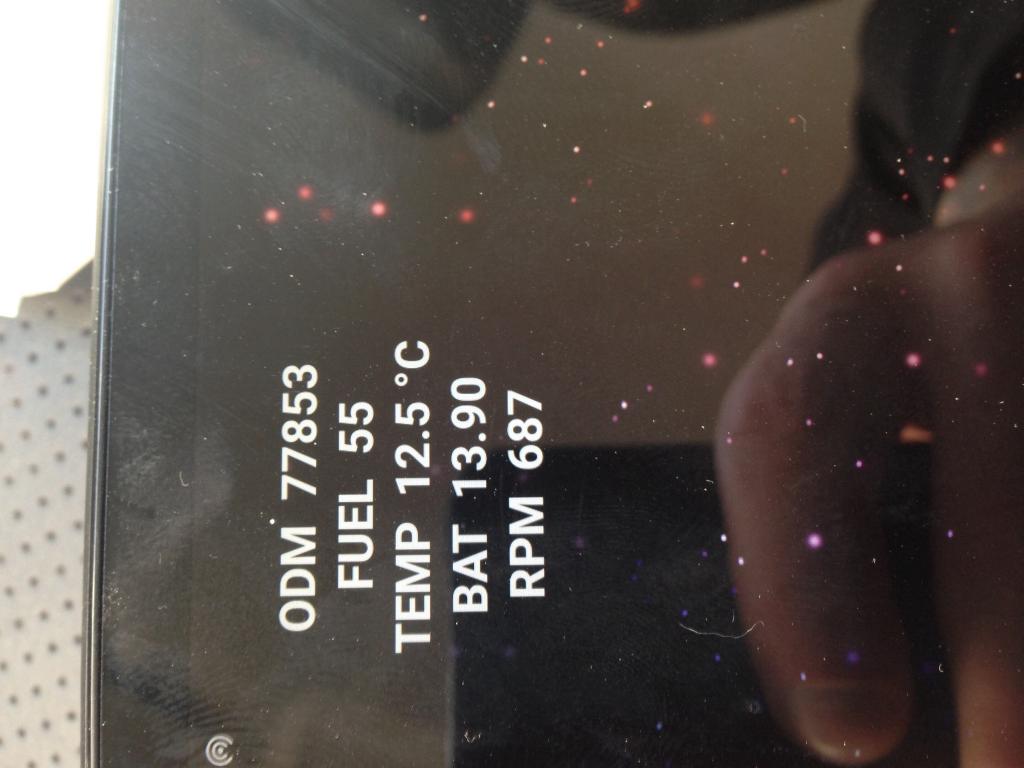 ODM 77853
FUEL 55
TEMP 12.5 °C
BAT 13.90
RPM 687